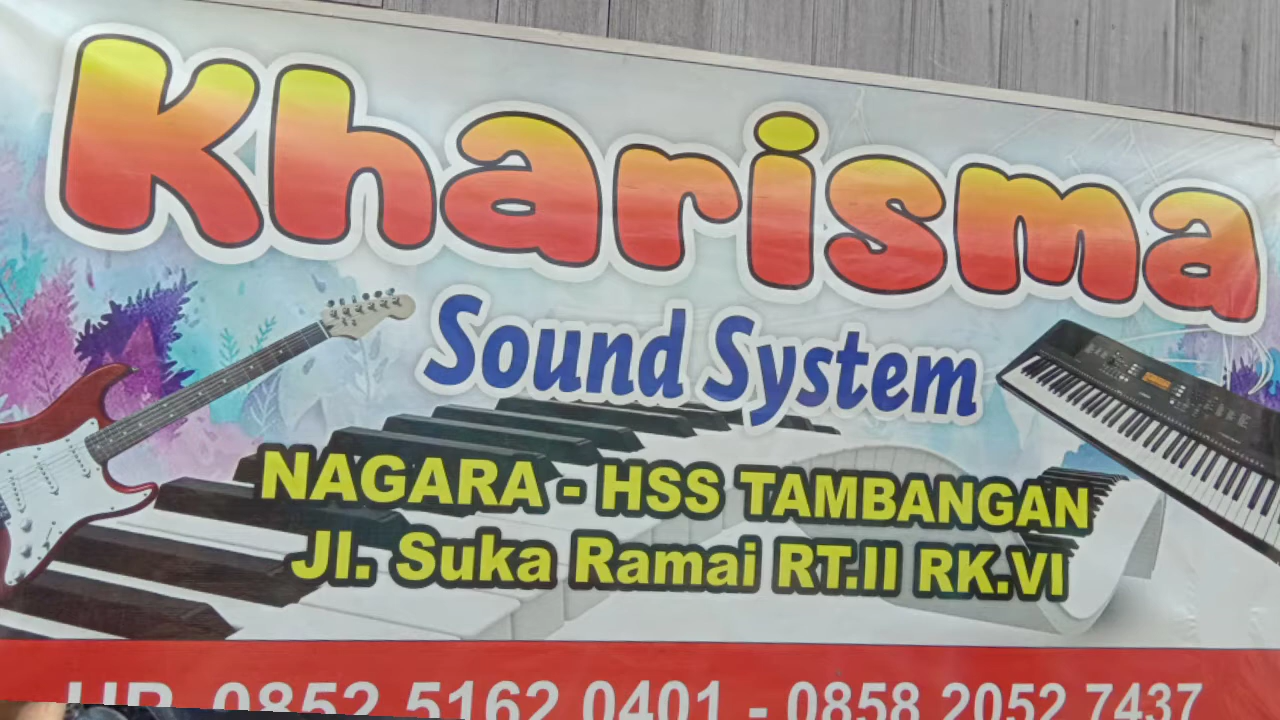 Kharisma
Sound System
NAGARA - HSS TAMBANGAN
Jl. Suka Ramai RT.II RK.VI
HP. 0852 5162 0401 - 0858 2052 7437